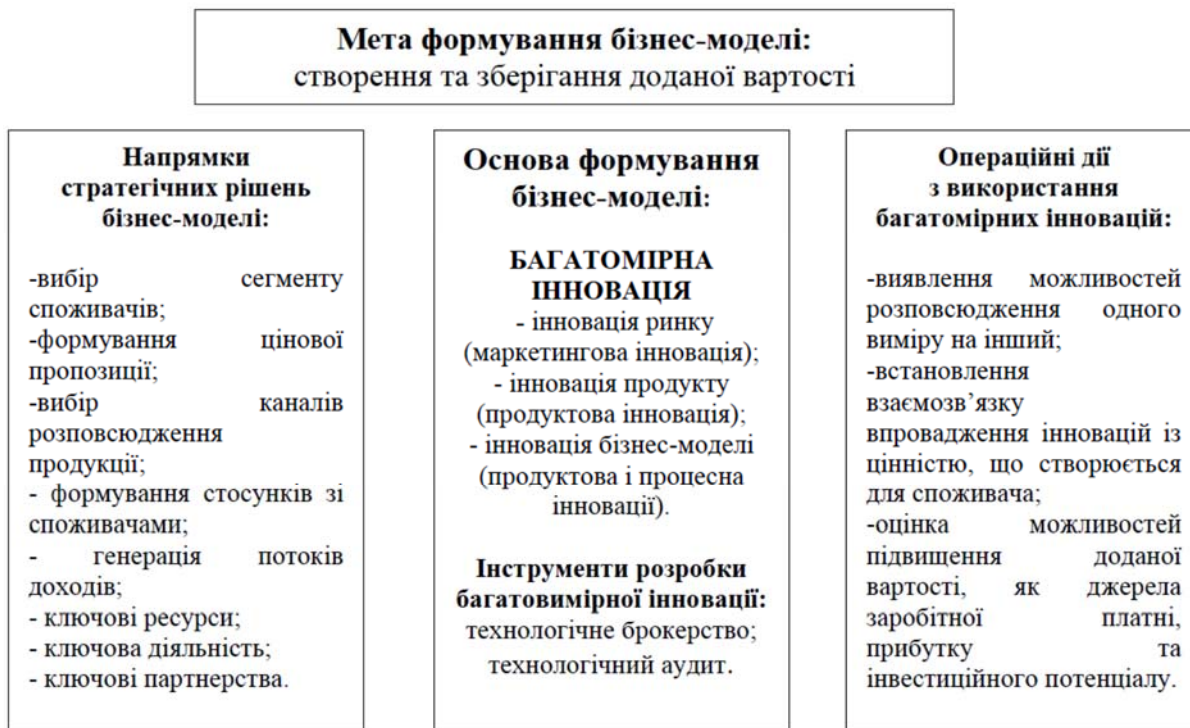 Мета формування бізнес-моделі:
створення та зберігання доданої вартості
Напрямки
стратегічних рішень
бізнес-моделі:
-вибір сегменту
споживачів;
-формування цінової
пропозиції;
-вибір каналів
розповсюдження
продукції;
- формування стосунків зі
споживачами;
- генерація потоків
доходів;
- ключові ресурси;
- ключова діяльність;
- ключові партнерства.
Основа формування
бізнес-моделі:
БАГАТОМІРНА
ІННОВАЦІЯ
- інновація ринку
(маркетингова інновація);
- інновація продукту
(продуктова інновація);
- інновація бізнес-моделі
(продуктова і процесна
інновації).
Інструменти розробки
багатовимірної інновації:
технологічне брокерство;
технологічний аудит.
Операційні дії
з використання
багатомірних інновацій:
-виявлення можливостей
розповсюдження одного
виміру на інший;
-встановлення
взаємозв’язку
впровадження інновацій із
цінністю, що створюється
для споживача;
-оцінка можливостей
підвищення доданої
вартості, як джерела
заробітної платні,
прибутку та
інвестиційного потенціалу.